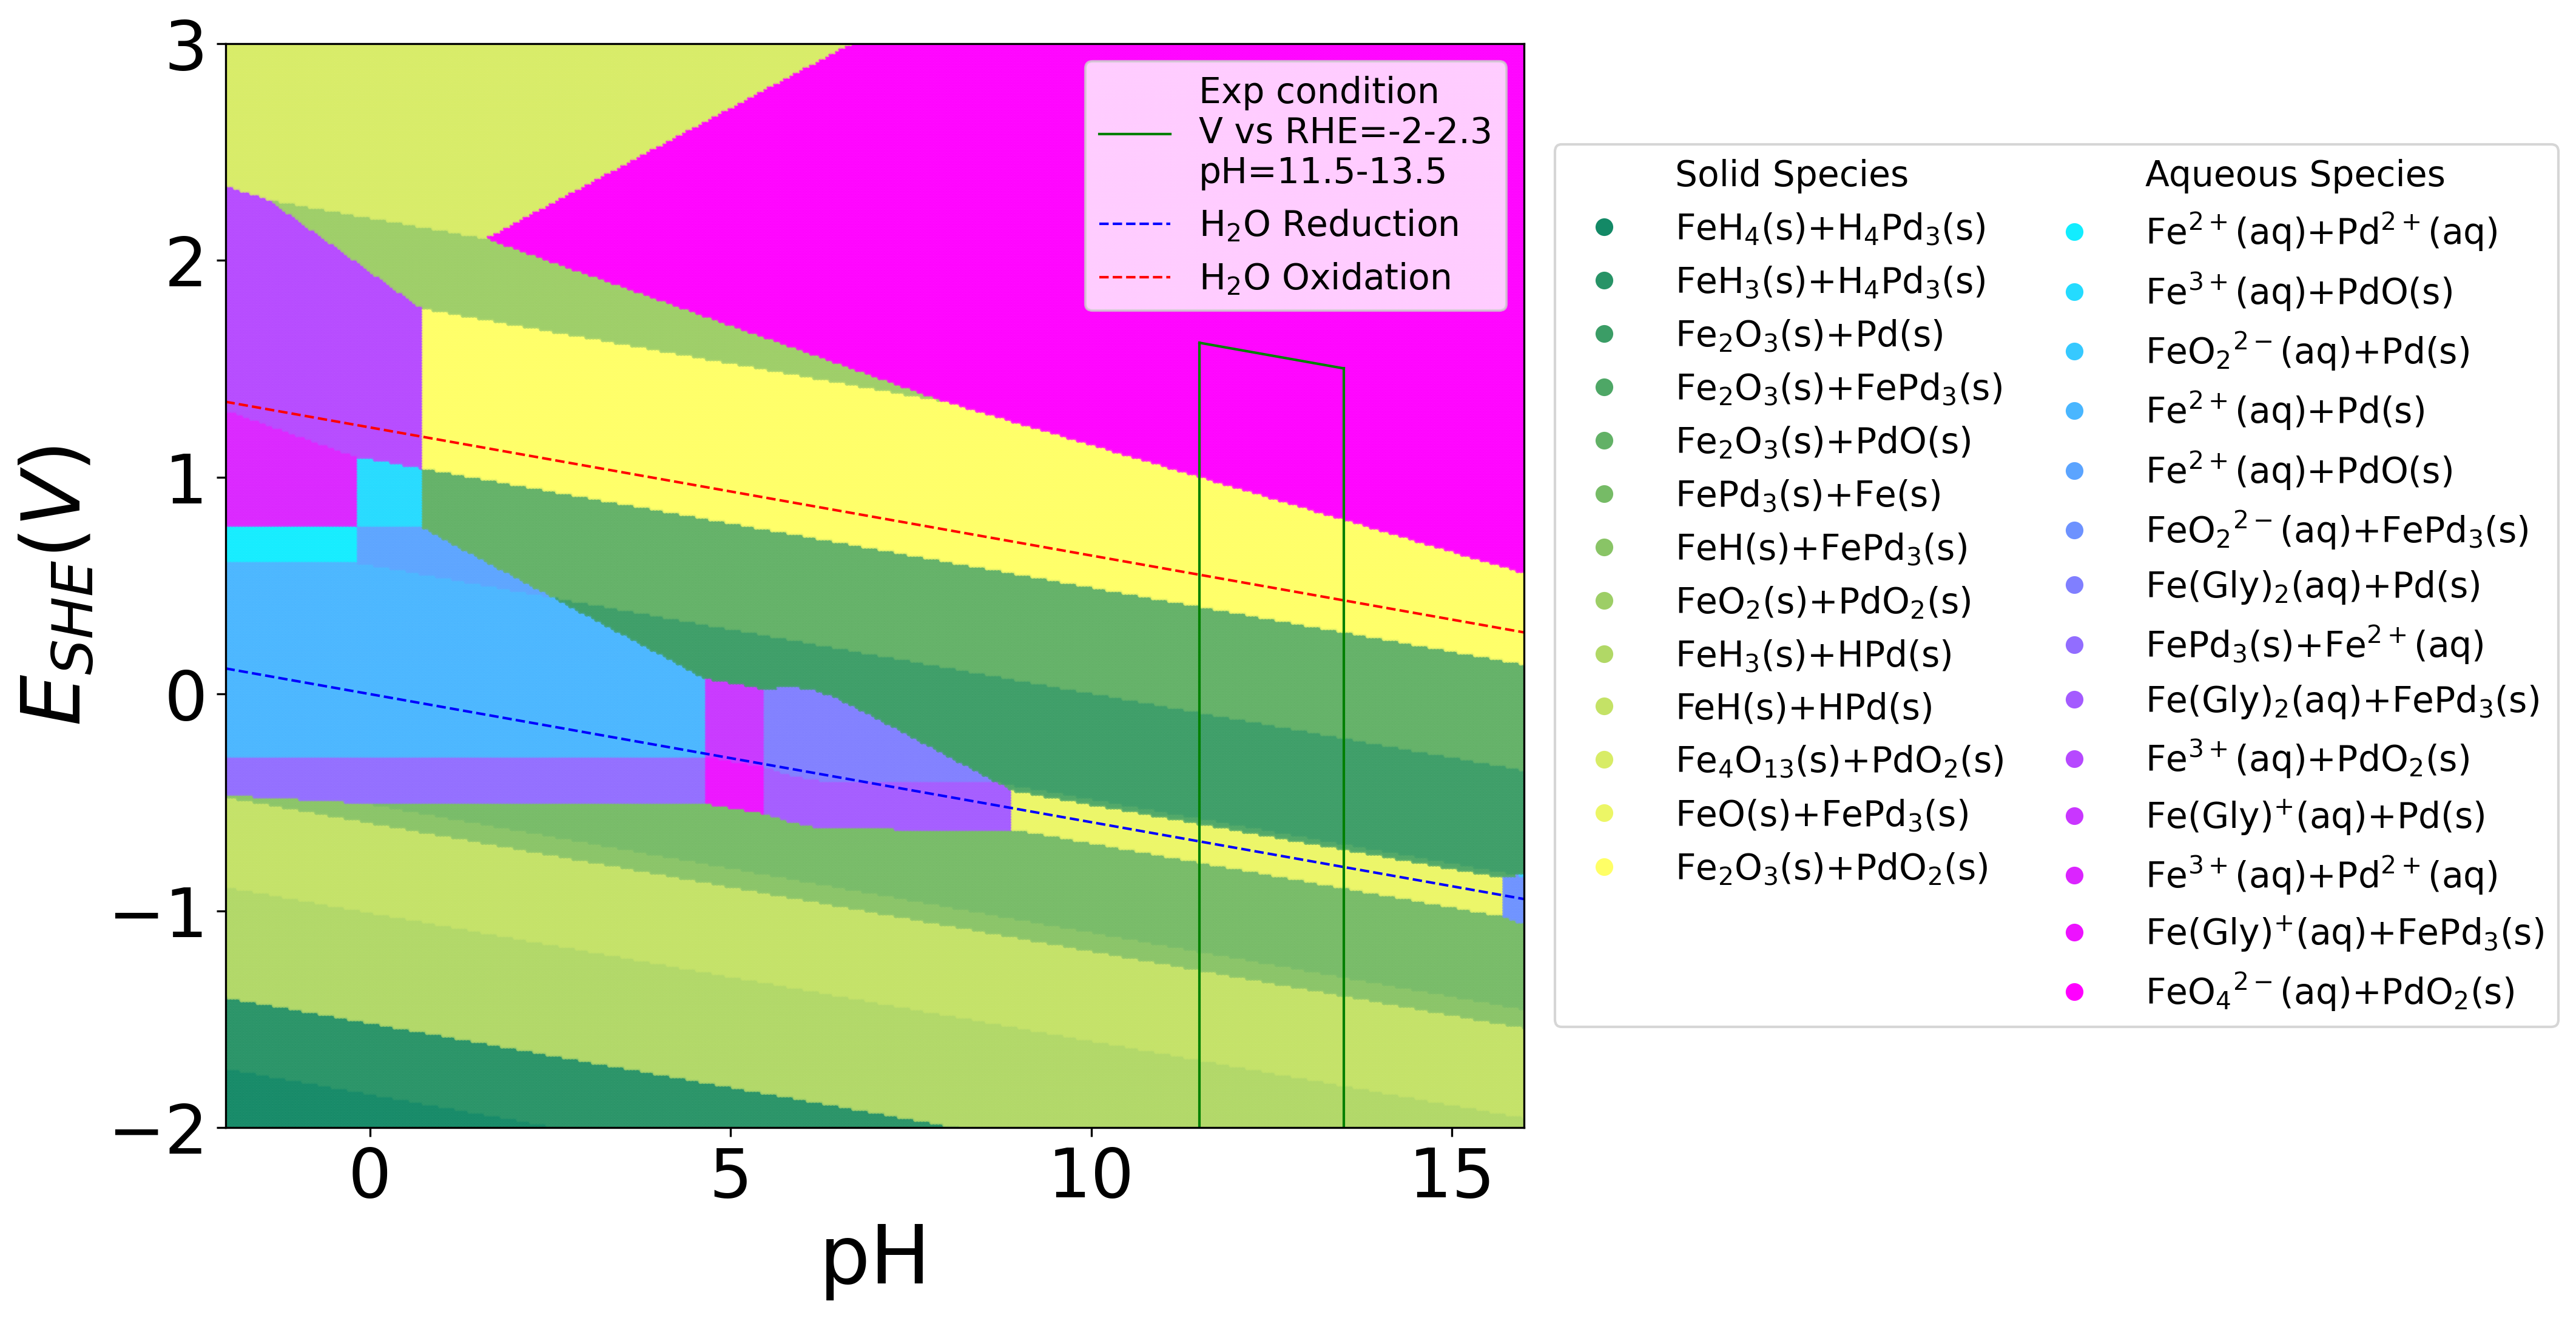 3
2
1
0
−1
−2
E_SHE(V)
0 5 10 15
pH
Exp condition
V vs RHE=-2-2.3
pH=11.5-13.5
H₂O Reduction
H₂O Oxidation
Solid Species
FeH₄(s)+H₄Pd₃(s)
FeH₃(s)+H₄Pd₃(s)
Fe₂O₃(s)+Pd(s)
Fe₂O₃(s)+FePd₃(s)
Fe₂O₃(s)+PdO(s)
FePd₃(s)+Fe(s)
FeH(s)+FePd₃(s)
FeO₂(s)+PdO₂(s)
FeH₃(s)+HPd(s)
FeH(s)+HPd(s)
Fe₄O₁₃(s)+PdO₂(s)
FeO(s)+FePd₃(s)
Fe₂O₃(s)+PdO₂(s)
Aqueous Species
Fe²⁺(aq)+Pd²⁺(aq)
Fe³⁺(aq)+PdO(s)
FeO₂²⁻(aq)+Pd(s)
Fe²⁺(aq)+Pd(s)
Fe²⁺(aq)+PdO(s)
FeO₂²⁻(aq)+FePd₃(s)
Fe(Gly)₂(aq)+Pd(s)
FePd₃(s)+Fe²⁺(aq)
Fe(Gly)₂(aq)+FePd₃(s)
Fe³⁺(aq)+PdO₂(s)
Fe(Gly)⁺(aq)+Pd(s)
Fe³⁺(aq)+Pd²⁺(aq)
Fe(Gly)⁺(aq)+FePd₃(s)
FeO₄²⁻(aq)+PdO₂(s)